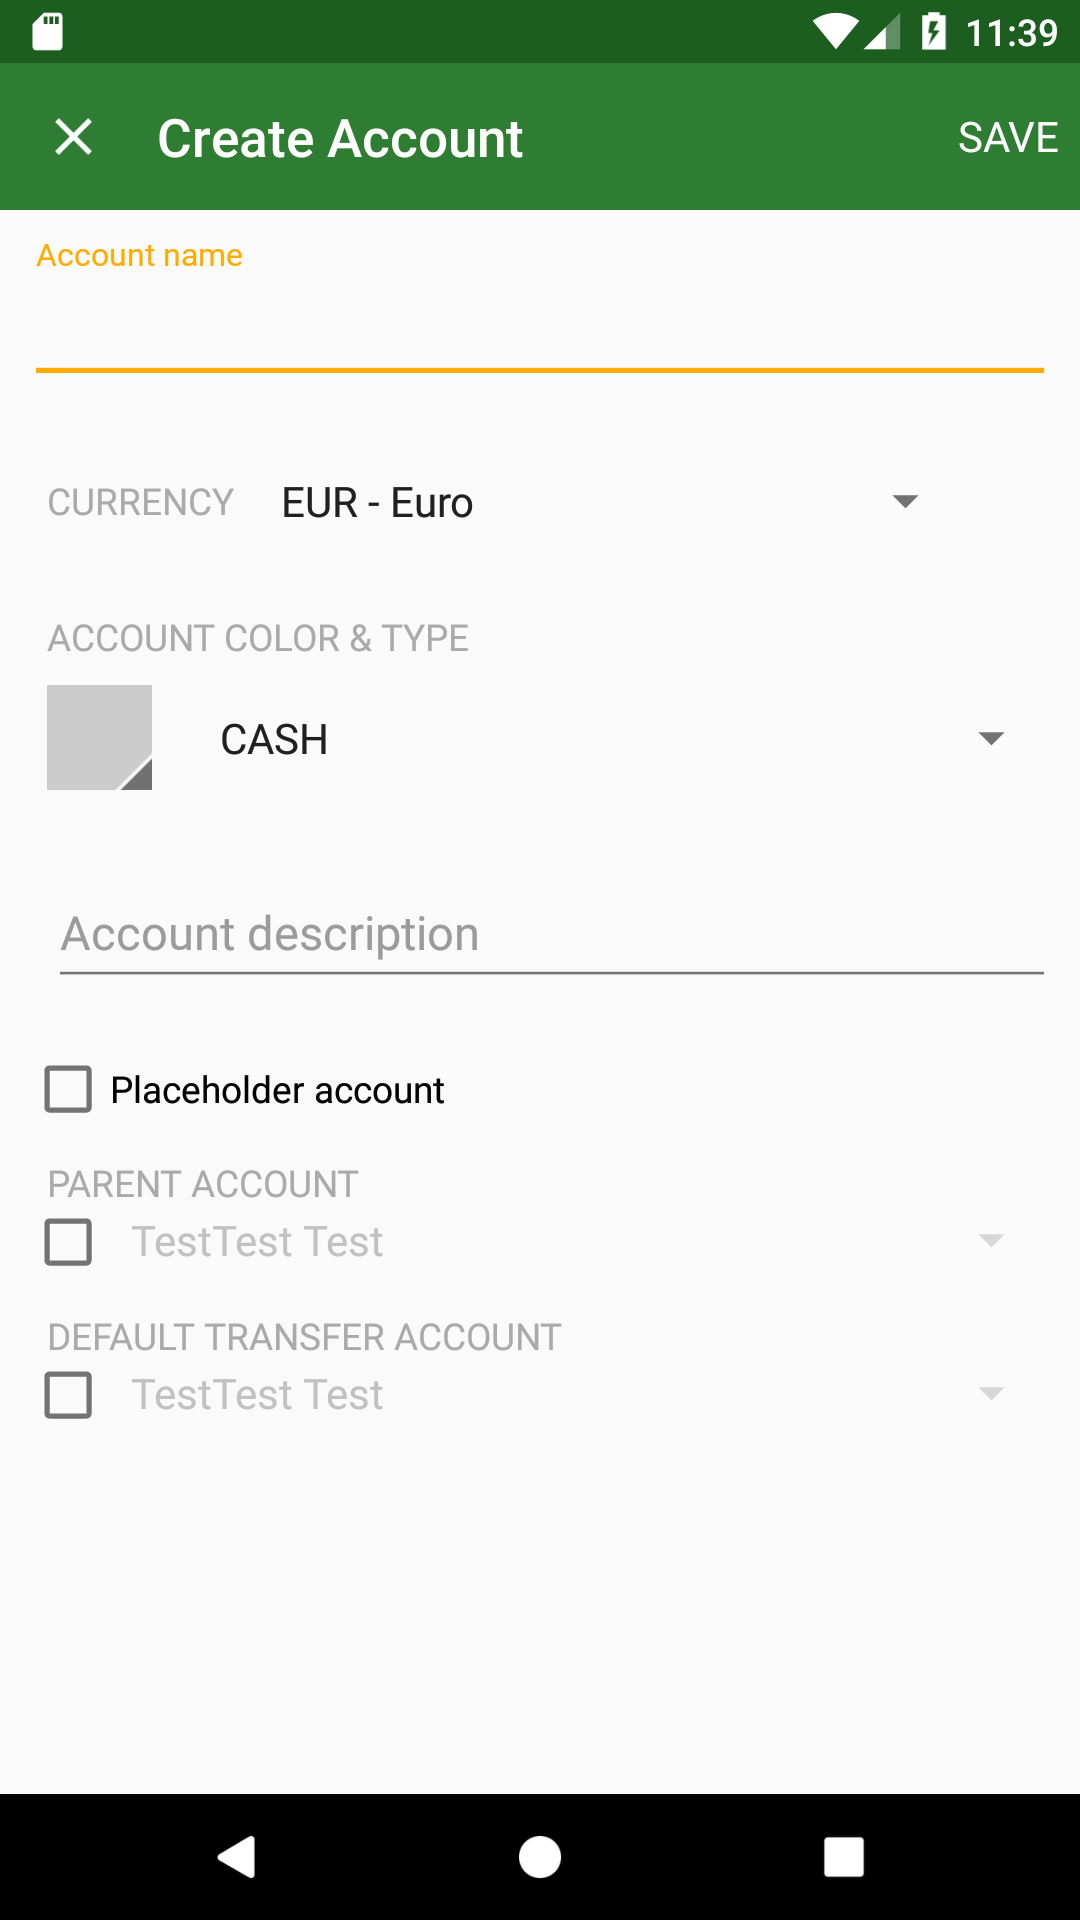 11:39
Create Account
SAVE
Account name
CURRENCY EUR - Euro
ACCOUNT COLOR & TYPE
CASH
Account description
Placeholder account
PARENT ACCOUNT
TestTest Test
DEFAULT TRANSFER ACCOUNT
TestTest Test